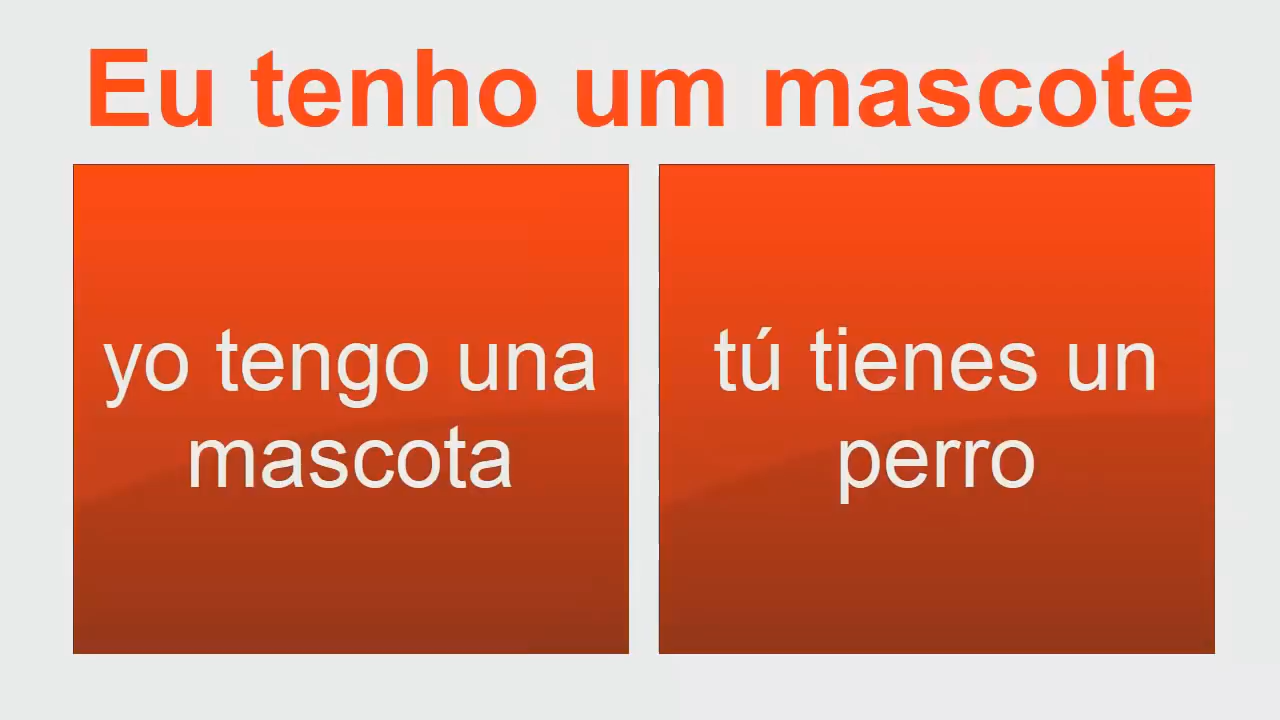 Eu tenho um mascote
yo tengo una
mascota
tú tienes un
perro